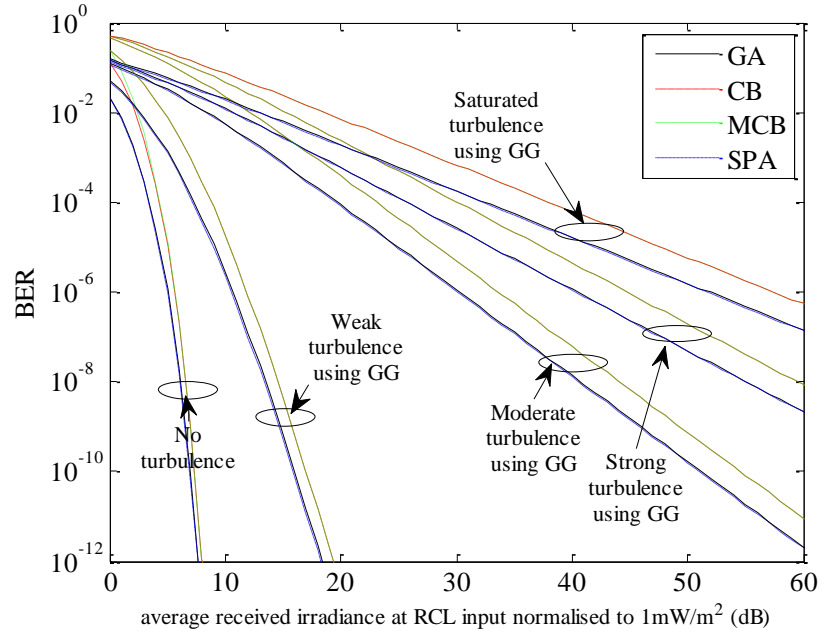 10^0
10^-2
10^-4
10^-6
10^-8
10^-10
10^-12
BER
GA
CB
MCB
SPA
Saturated
turbulence
using GG
Weak
turbulence
using GG
No
turbulence
Moderate
turbulence
using GG
Strong
turbulence
using GG
0 10 20 30 40 50 60
average received irradiance at RCL input normalised to 1mW/m² (dB)